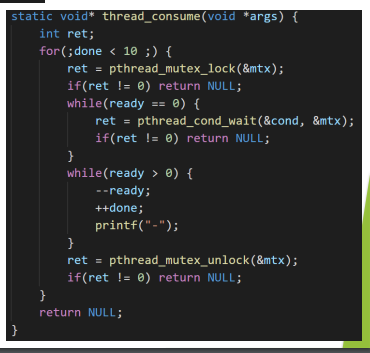 static void* thread_consume(void *args) {
    int ret;
    for(;done < 10 ;) {
        ret = pthread_mutex_lock(&mtx);
        if(ret != 0) return NULL;
        while(ready == 0) {
            ret = pthread_cond_wait(&cond, &mtx);
            if(ret != 0) return NULL;
        }
        while(ready > 0) {
            --ready;
            ++done;
            printf("-");
        }
        ret = pthread_mutex_unlock(&mtx);
        if(ret != 0) return NULL;
    }
    return NULL;
}